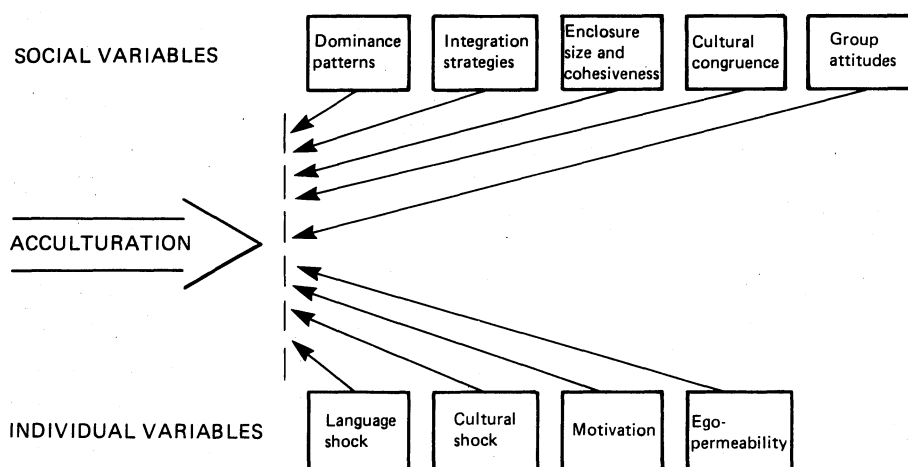 SOCIAL VARIABLES
Dominance
patterns
Integration
strategies
Enclosure
size and
cohesiveness
Cultural
congruence
Group
attitudes
ACCULTURATION
INDIVIDUAL VARIABLES
Language
shock
Cultural
shock
Motivation
Ego-
permeability